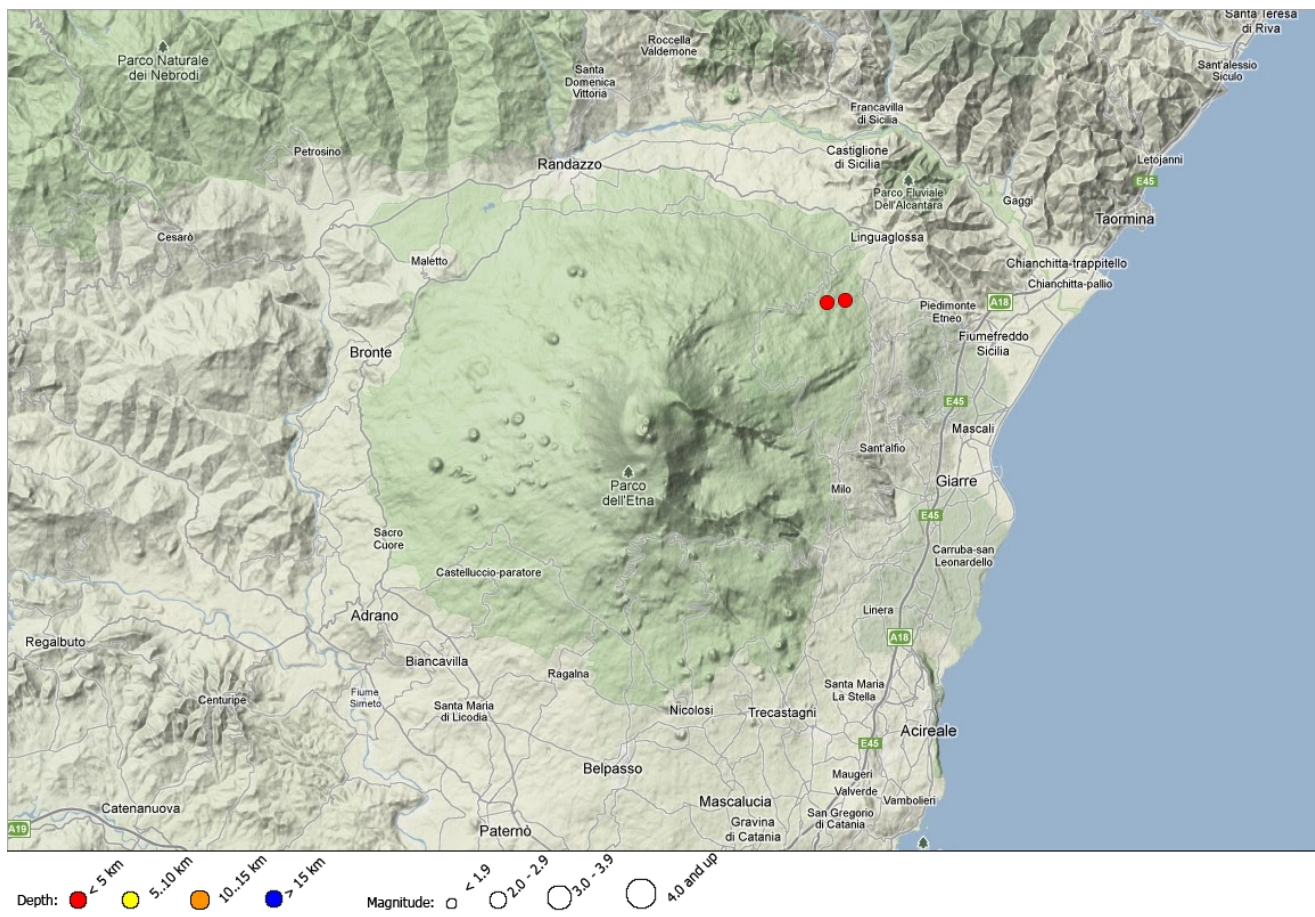 Santa Teresa
di Riva
Parco Naturale
dei Nebrodi
Roccella
Valdemone
Santa
Domenica
Vittoria
Sant'alessio
Siculo
Francavilla
di Sicilia
Petrosino
Randazzo
Castiglione
di Sicilia
Letojanni
E45
Parco Fluviale
Dell'Alcantara
Gaggi
Taormina
Cesarò
Linguaglossa
Maletto
Chianchitta-trappitello
Chianchitta-pallio
A18
Piedimonte
Etneo
Fiumefreddo
Sicilia
Bronte
E45
Mascali
Sant'alfio
Parco
dell'Etna
Milo
Giarre
E45
Sacro
Cuore
Carruba-san
Leonardello
Castelluccio-paratore
Linera
Adrano
A18
Regalbuto
Biancavilla
Ragalna
Santa Maria
La Stella
Centuripe
Fiume
Simeto
Santa Maria
di Licodia
Nicolosi
Trecastagni
Acireale
E45
Belpasso
Maugeri
Valverde
Vambolieri
Catenanuova
Mascalucia
San Gregorio
di Catania
Gravina
di Catania
A19
Paternò
Depth: < 5 km 5..10 km 10..15 km > 15 km
Magnitude: < 1.9 2.0 - 2.9 3.0 - 3.9 4.0 and up